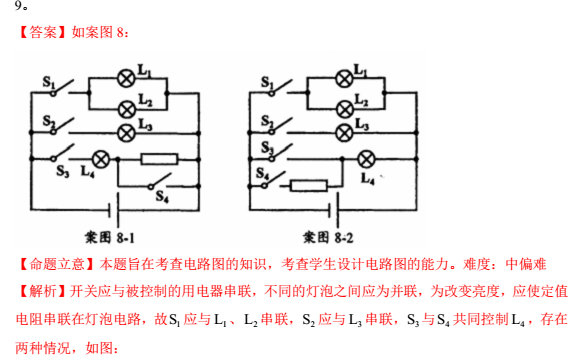 9。
【答案】如案图 8：
S₁ L₁
L₂
S₂ L₃
S₃ L₄
S₄
案图 8-1
S₁ L₁
L₂
S₂ L₃
S₃
S₄ L₄
案图 8-2
【命题立意】本题旨在考查电路图的知识，考查学生设计电路图的能力。难度：中偏难
【解析】开关应与被控制的用电器串联，不同的灯泡之间应为并联，为改变亮度，应使定值
电阻串联在灯泡电路，故S₁应与L₁、L₂串联，S₂应与L₃串联，S₃与S₄共同控制L₄，存在
两种情况，如图：